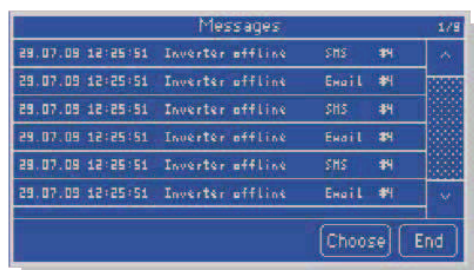 Messages 1/8
29.07.09 12:25:51 Inverter offline SMS #4
29.07.09 12:25:51 Inverter offline Email #4
29.07.09 12:25:51 Inverter offline SMS #4
29.07.09 12:25:51 Inverter offline Email #4
29.07.09 12:25:51 Inverter offline SMS #4
29.07.09 12:25:51 Inverter offline Email #4
Choose End